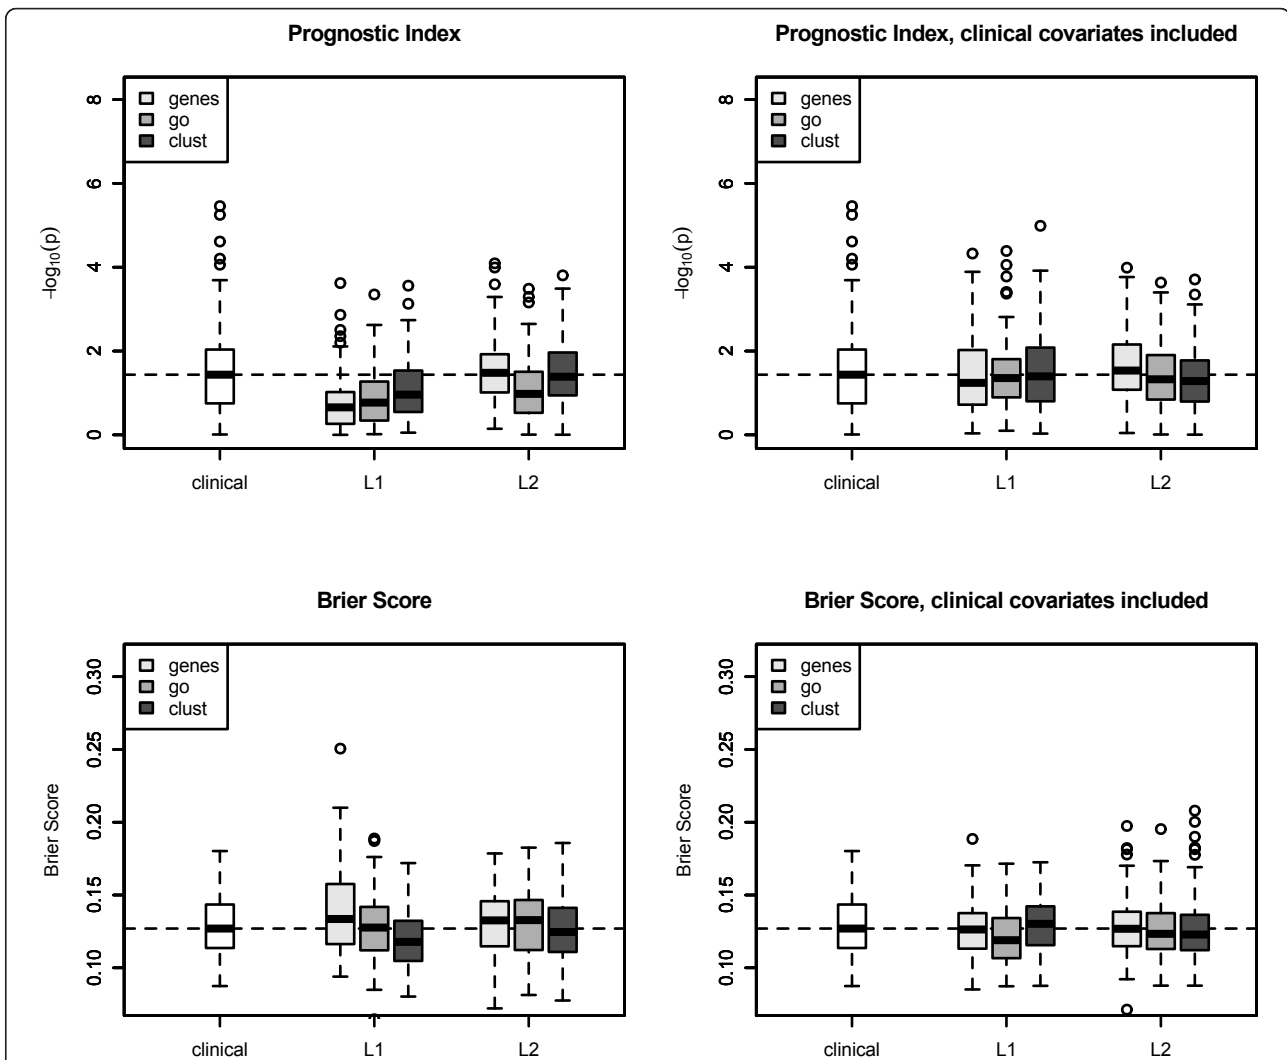 Prognostic Index
genes
go
clust
8
6
4
2
0
-log10(p)
clinical L1 L2
Prognostic Index, clinical covariates included
genes
go
clust
8
6
4
2
0
-log10(p)
clinical L1 L2
Brier Score
genes
go
clust
0.30
0.25
0.20
0.15
0.10
Brier Score
clinical L1 L2
Brier Score, clinical covariates included
genes
go
clust
0.30
0.25
0.20
0.15
0.10
Brier Score
clinical L1 L2